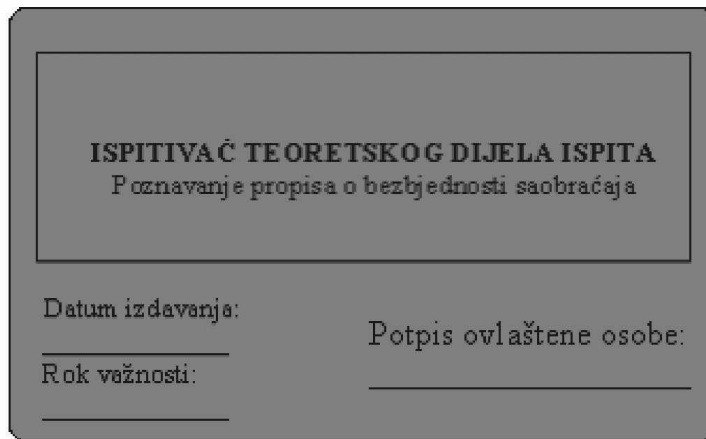 ISPITIVAČ TEORETSKOG DIJELA ISPITA
Poznavanje propisa o bezbjednosti saobraćaja
Datum izdavanja:
Potpis ovlaštene osobe:
Rok važnosti: